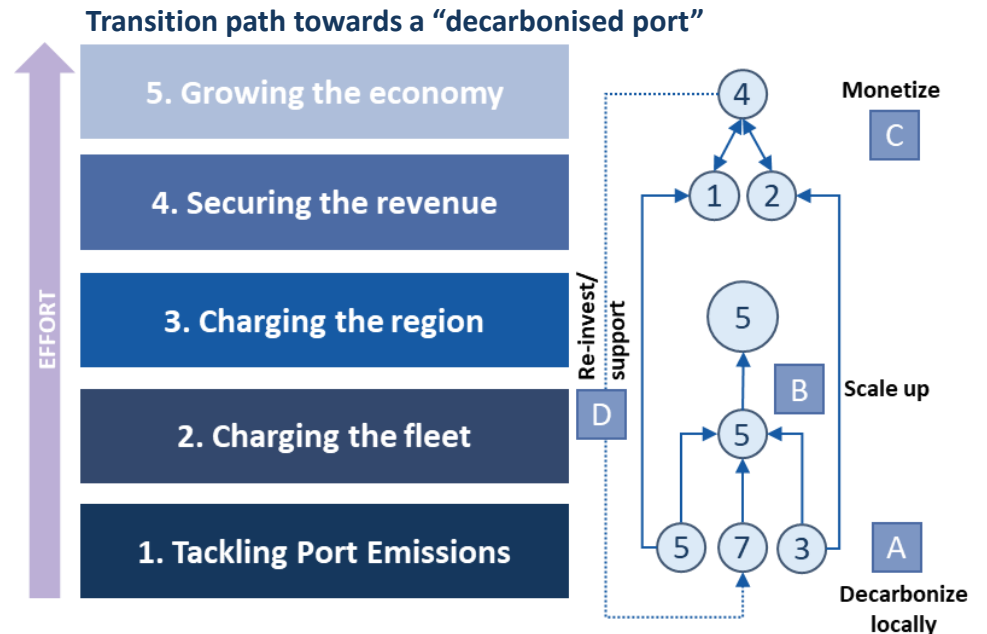 Transition path towards a “decarbonised port”
EFFORT
5. Growing the economy
4. Securing the revenue
3. Charging the region
2. Charging the fleet
1. Tackling Port Emissions
4
Monetize
C
1
2
Re-invest/
support
D
5
B
Scale up
5
5
7
3
A
Decarbonize
locally